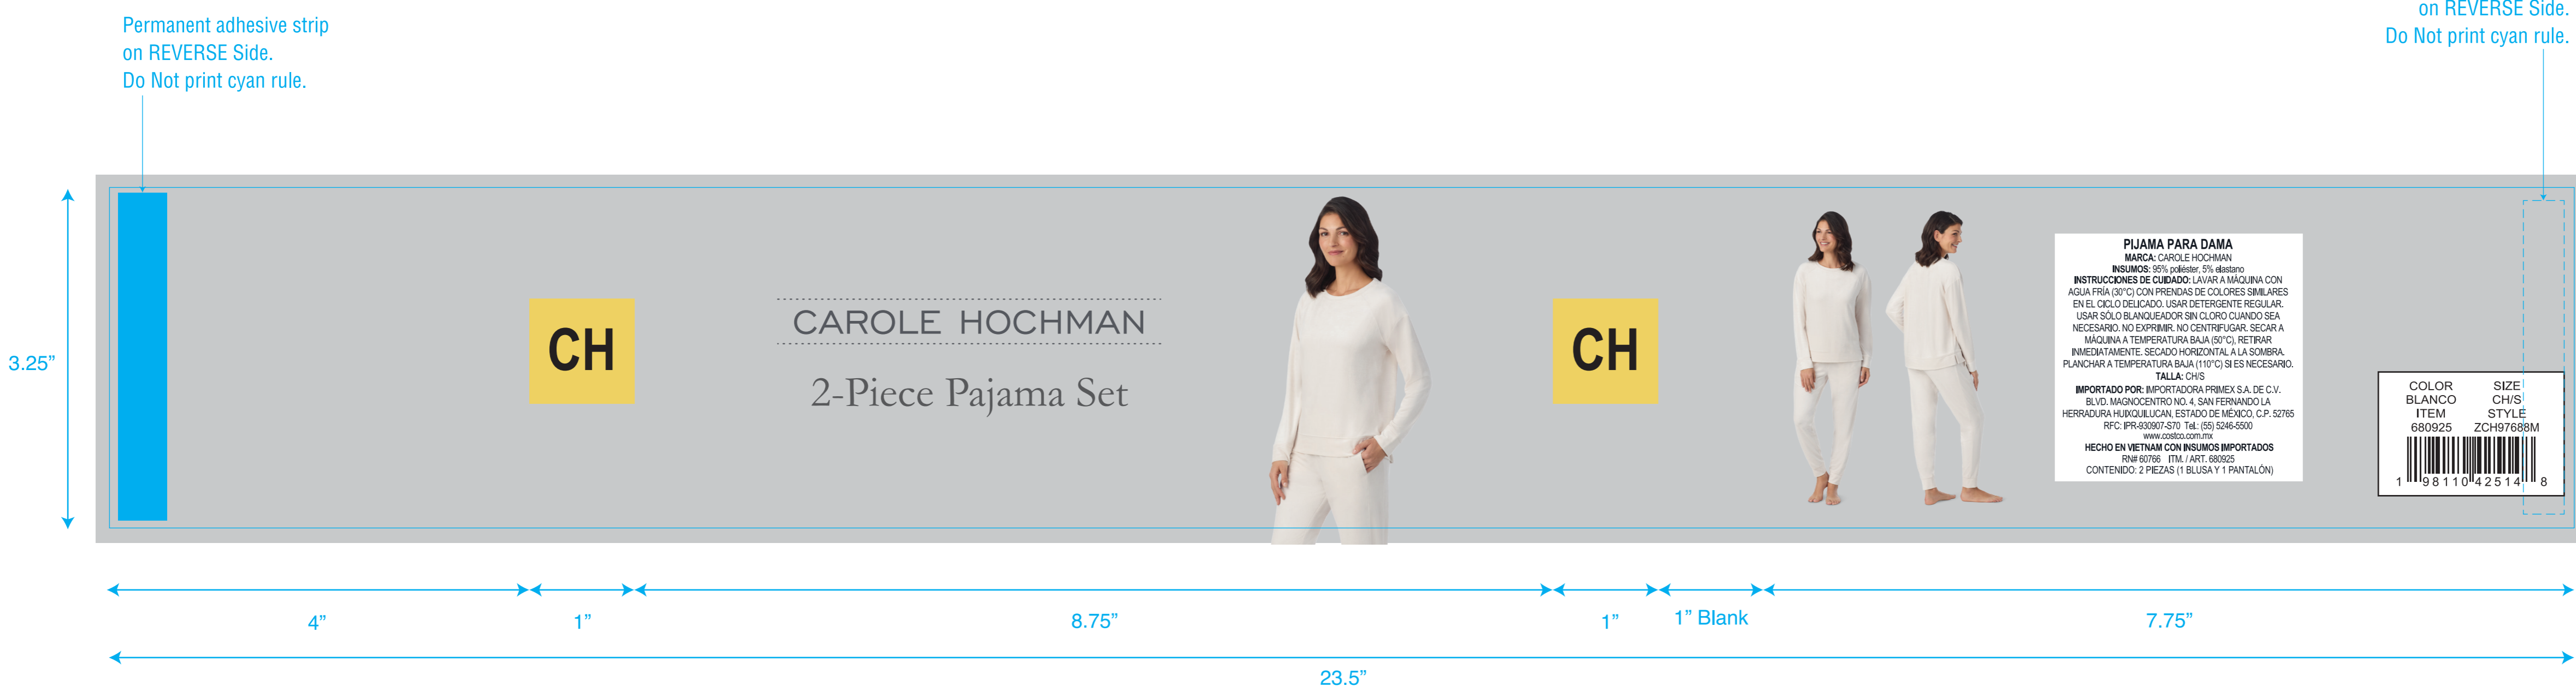 Permanent adhesive strip
on REVERSE Side.
Do Not print cyan rule.
on REVERSE Side.
Do Not print cyan rule.
3.25”
CH
CAROLE HOCHMAN
2-Piece Pajama Set
CH
PIJAMA PARA DAMA
MARCA: CAROLE HOCHMAN
INSUMOS: 95% poliéster, 5% elastano
INSTRUCCIONES DE CUIDADO: LAVAR A MÁQUINA CON
AGUA FRÍA (30°C) CON PRENDAS DE COLORES SIMILARES
EN EL CICLO DELICADO. USAR DETERGENTE REGULAR.
USAR SÓLO BLANQUEADOR SIN CLORO CUANDO SEA
NECESARIO. NO EXPRIMIR. NO CENTRIFUGAR. SECAR A
MÁQUINA A TEMPERATURA BAJA (50°C), RETIRAR
INMEDIATAMENTE. SECADO HORIZONTAL A LA SOMBRA.
PLANCHAR A TEMPERATURA BAJA (110°C) SI ES NECESARIO.
TALLA: CH/S
IMPORTADO POR: IMPORTADORA PRIMEX S.A. DE C.V.
BLVD. MAGNOCENTRO NO. 4, SAN FERNANDO LA
HERRADURA HUIXQUILUCAN, ESTADO DE MÉXICO, C.P. 52765
RFC: IPR-930907-S70 Tel.: (55) 5246-5500
www.costco.com.mx
HECHO EN VIETNAM CON INSUMOS IMPORTADOS
RN# 60766 ITM. / ART. 680925
CONTENIDO: 2 PIEZAS (1 BLUSA Y 1 PANTALÓN)
COLOR SIZE
BLANCO CH/S
ITEM STYLE
680925 ZCH97688M
1 98110 42514 8
4” 1” 8.75” 1” 1” Blank 7.75”
23.5”